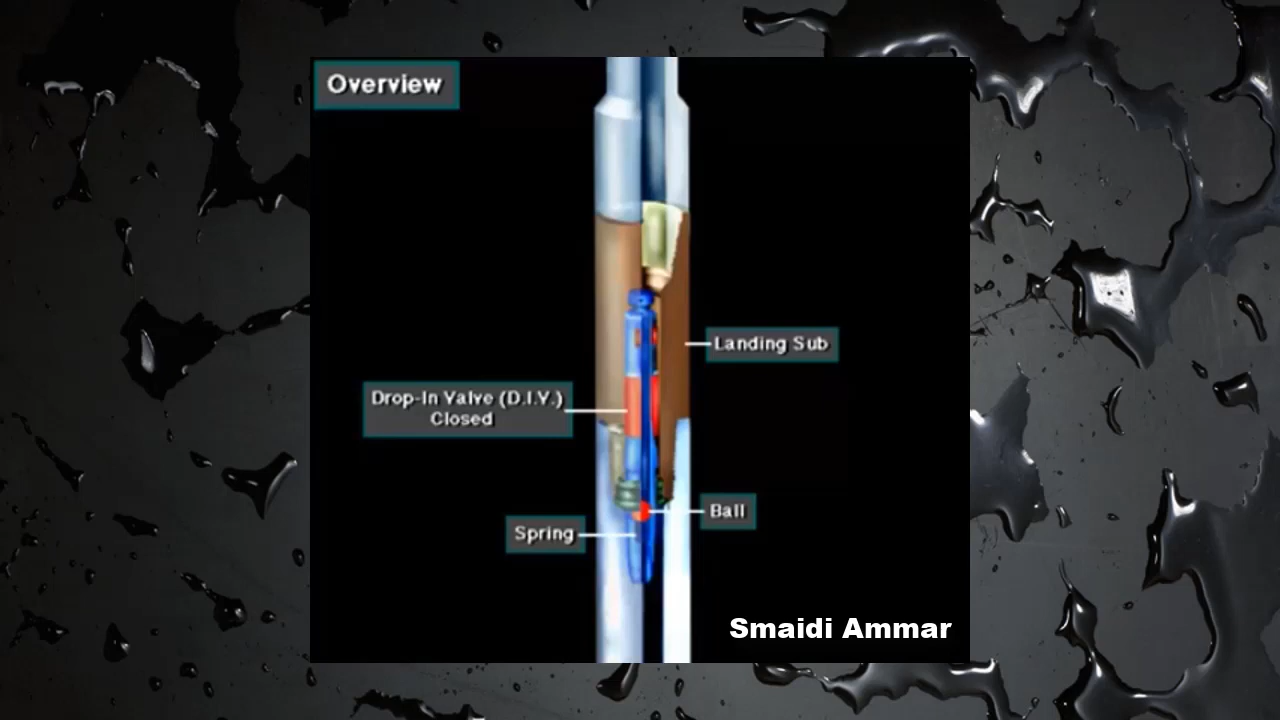 Overview
Landing Sub
Drop-In Valve (D.I.V.)
Closed
Ball
Spring
Smaidi Ammar